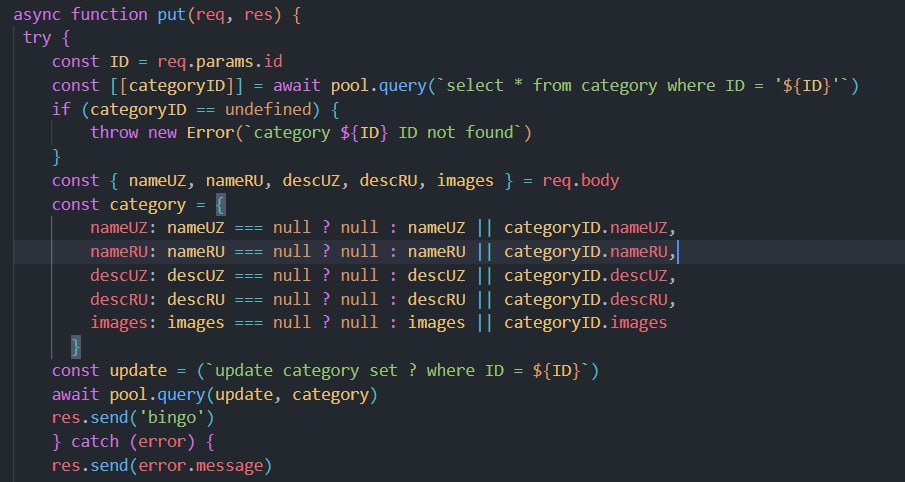 async function put(req, res) {
try {
const ID = req.params.id
const [[categoryID]] = await pool.query(`select * from category where ID = '${ID}'`)
if (categoryID == undefined) {
throw new Error(`category ${ID} ID not found`)
}
const { nameUZ, nameRU, descUZ, descRU, images } = req.body
const category = {
nameUZ: nameUZ === null ? null : nameUZ || categoryID.nameUZ,
nameRU: nameRU === null ? null : nameRU || categoryID.nameRU,
descUZ: descUZ === null ? null : descUZ || categoryID.descUZ,
descRU: descRU === null ? null : descRU || categoryID.descRU,
images: images === null ? null : images || categoryID.images
}
const update = (`update category set ? where ID = ${ID}`)
await pool.query(update, category)
res.send('bingo')
} catch (error) {
res.send(error.message)